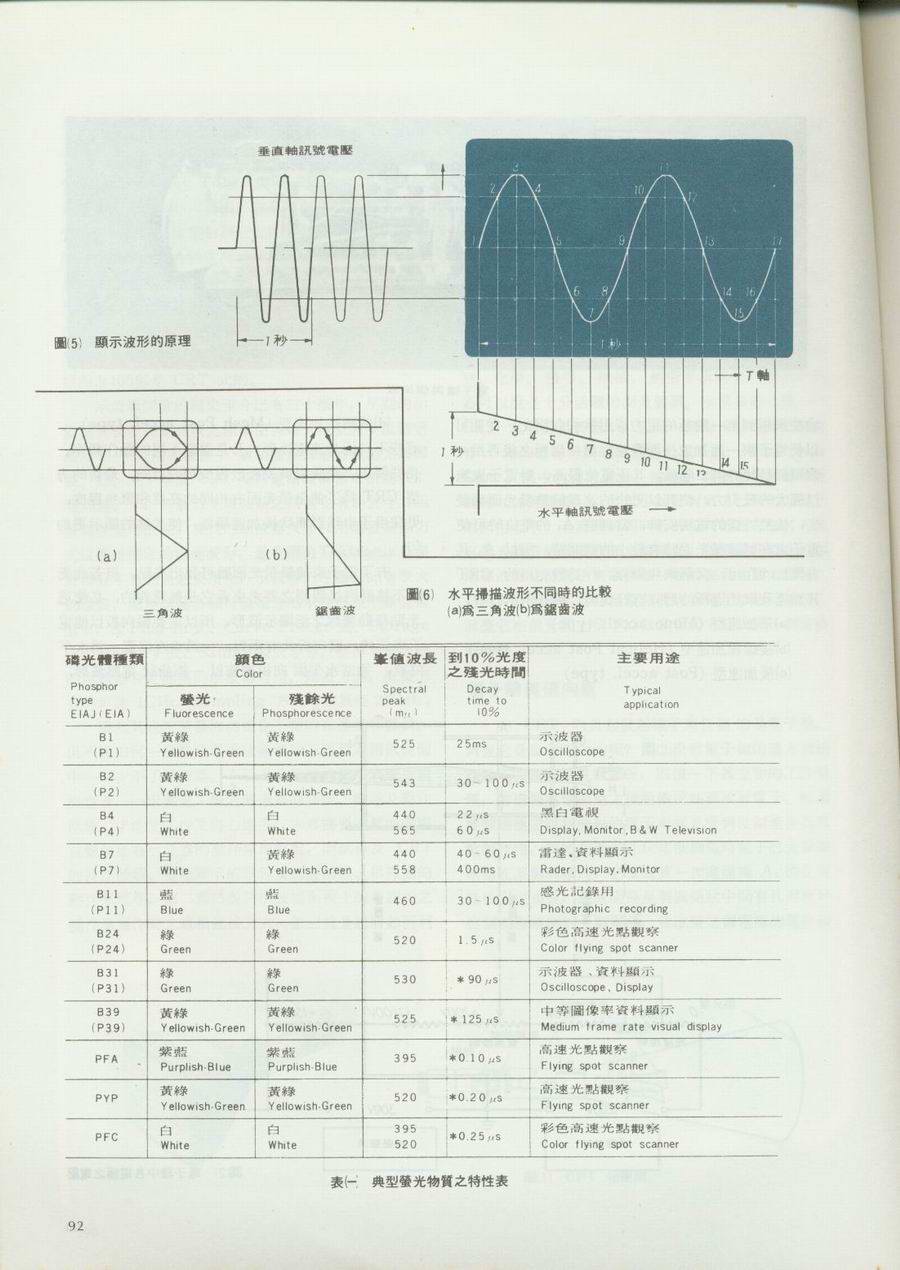 垂直軸訊號電壓
1 2 3 4 5 6 7 8 9 10 11 12 13 14 15 16 17
1 秒
1 秒
圖(5) 顯示波形的原理
T 軸
1 秒
2 3 4 5 6 7 8 9 10 11 12 13 14 15
水平軸訊號電壓
(a)
(b)
三角波
鋸齒波
圖(6) 水平掃描波形不同時的比較
(a)爲三角波(b)爲鋸齒波
磷光體種類 顏色 峯値波長 到10%光度 主要用途
Color 之殘光時間
Phosphor 螢光 殘餘光 Spectral Decay Typical
type Fluorescence Phosphorescence peak time to application
EIAJ(EIA) (mμ) 10%
B1 黃綠 黃綠 525 25ms 示波器
(P1) Yellowish-Green Yellowish-Green Oscilloscope
B2 黃綠 黃綠 543 30~100μs 示波器
(P2) Yellowish-Green Yellowish-Green Oscilloscope
B4 白 白 440 22μs 黑白電視
(P4) White White 565 60μs Display, Monitor, B & W Television
B7 白 黃綠 440 40~60μs 雷達、資料顯示
(P7) White Yellowish-Green 558 400ms Rader, Display, Monitor
B11 藍 藍 460 30~100μs 感光記錄用
(P11) Blue Blue Photographic recording
B24 綠 綠 520 1.5μs 彩色高速光點觀察
(P24) Green Green Color flying spot scanner
B31 綠 綠 530 *90μs 示波器、資料顯示
(P31) Green Green Oscilloscope, Display
B39 黃綠 黃綠 525 *125μs 中等圖像率資料顯示
(P39) Yellowish-Green Yellowish-Green Medium frame rate visual display
PFA 紫藍 紫藍 395 *0.10μs 高速光點觀察
Purplish-Blue Purplish-Blue Flying spot scanner
PYP 黃綠 黃綠 520 *0.20μs 高速光點觀察
Yellowish-Green Yellowish-Green Flying spot scanner
PFC 白 白 395 *0.25μs 彩色高速光點觀察
White White 520 Color flying spot scanner
表(一) 典型螢光物質之特性表
92